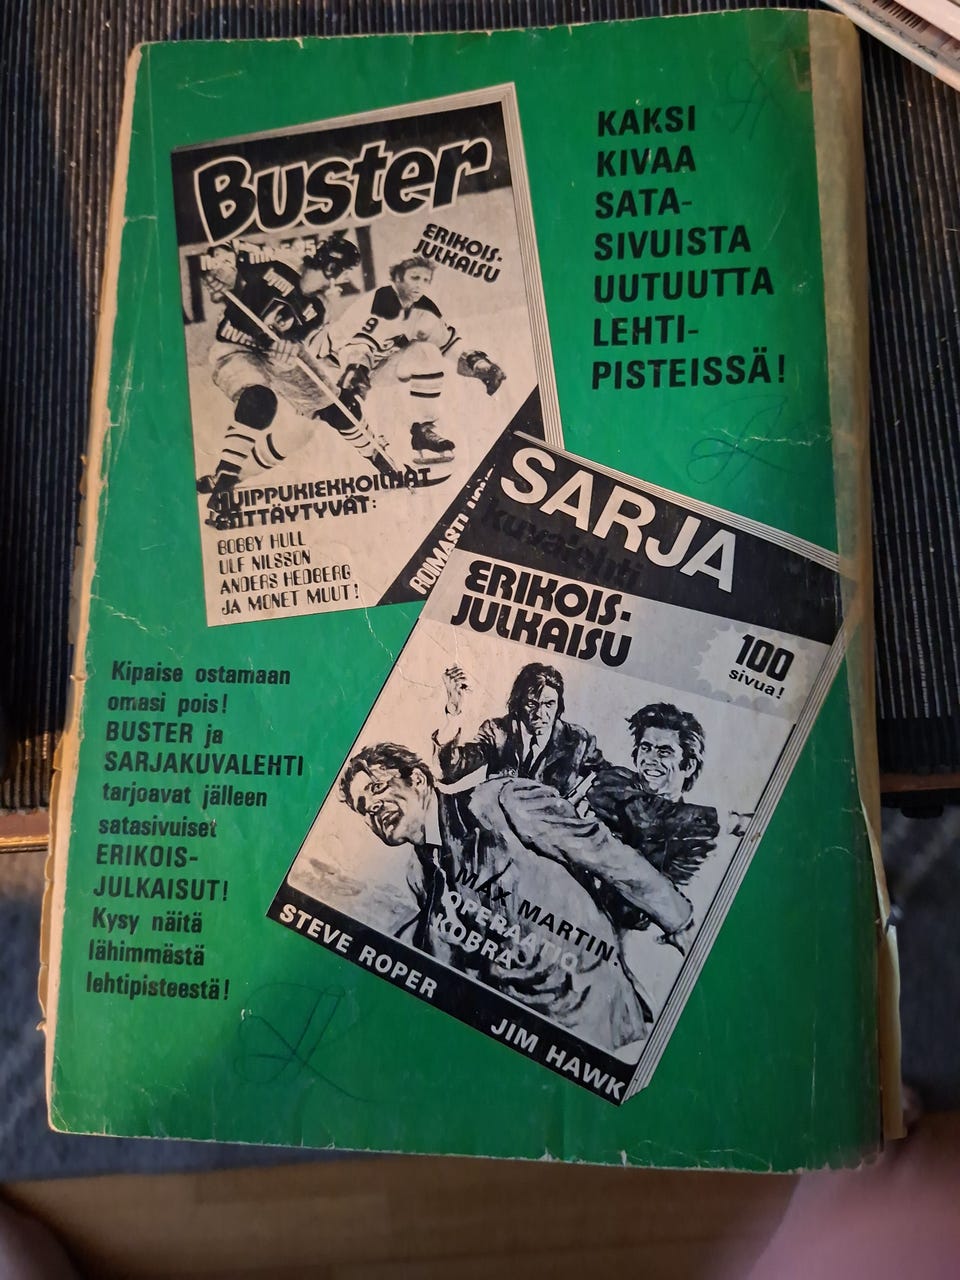 Buster
ERIKOIS-
JULKAISU
HUIPPUKIEKKOILIJAT
ESITTÄYTYVÄT:
BOBBY HULL
ULF NILSSON
ANDERS HEDBERG
JA MONET MUUT!
ROIMASTI
KAKSI
KIVAA
SATA-
SIVUISTA
UUTUUTTA
LEHTI-
PISTEISSÄ!
SARJA
kuvalehti
ERIKOIS-
JULKAISU
100
sivua!
MAX MARTIN:
OPERAATIO
KOBRA
STEVE ROPER
JIM HAWK
Kipaise ostamaan
omasi pois!
BUSTER ja
SARJAKUVALEHTI
tarjoavat jälleen
satasivuiset
ERIKOIS-
JULKAISUT!
Kysy näitä
lähimmästä
lehtipisteestä!